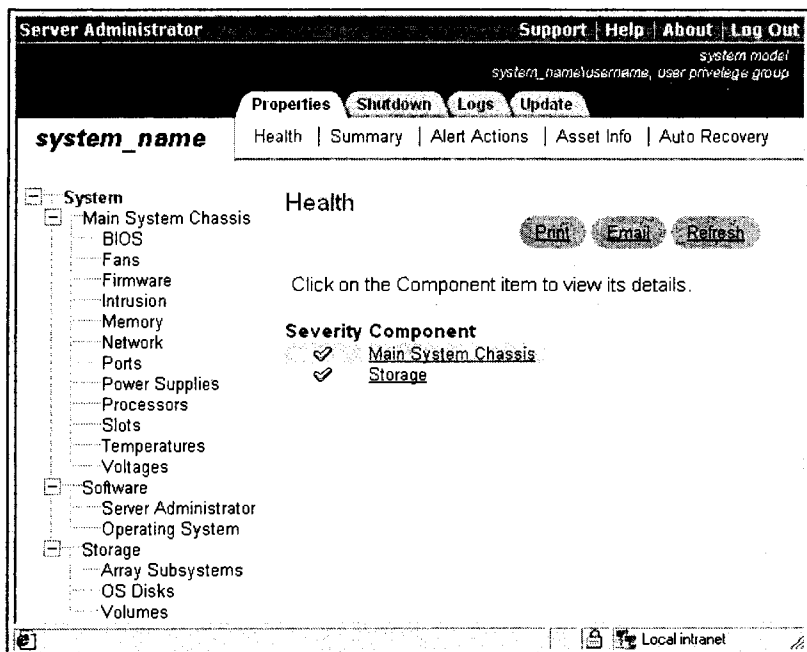 Server Administrator
Support | Help | About | Log Out
system model
system_name\username, user privelege group
Properties
Shutdown
Logs
Update
system_name
Health | Summary | Alert Actions | Asset Info | Auto Recovery
System
Main System Chassis
BIOS
Fans
Firmware
Intrusion
Memory
Network
Ports
Power Supplies
Processors
Slots
Temperatures
Voltages
Software
Server Administrator
Operating System
Storage
Array Subsystems
OS Disks
Volumes
Health
Print
Email
Refresh
Click on the Component item to view its details.
Severity Component
Main System Chassis
Storage
Local intranet